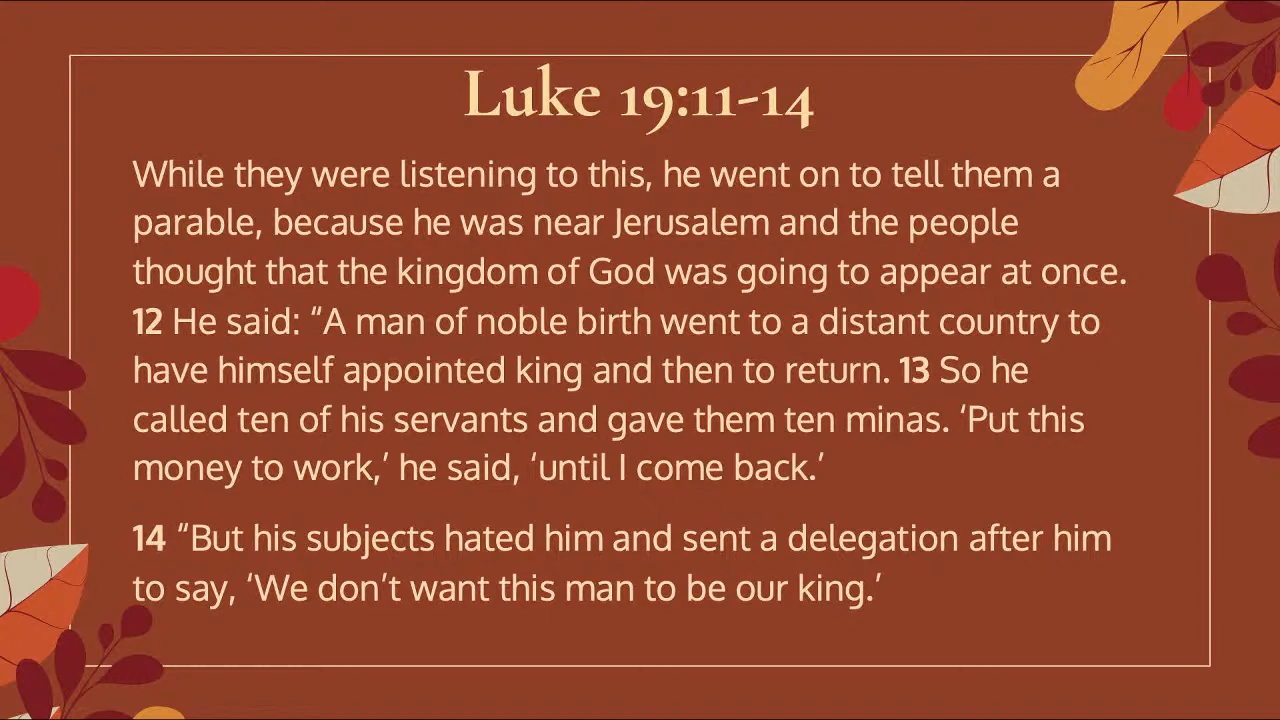 Luke 19:11-14
While they were listening to this, he went on to tell them a
parable, because he was near Jerusalem and the people
thought that the kingdom of God was going to appear at once.
12 He said: “A man of noble birth went to a distant country to
have himself appointed king and then to return. 13 So he
called ten of his servants and gave them ten minas. ‘Put this
money to work,’ he said, ‘until I come back.’
14 “But his subjects hated him and sent a delegation after him
to say, ‘We don’t want this man to be our king.’